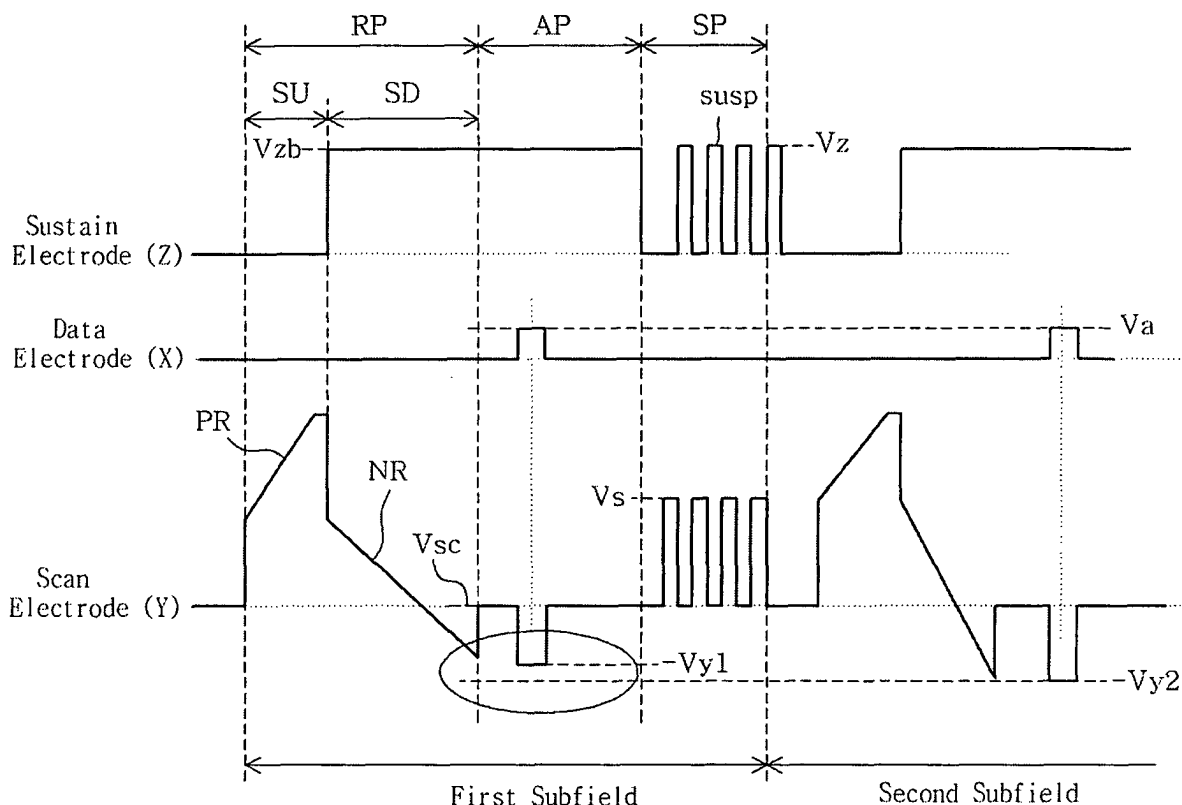 RP AP SP
SU SD
susp
Vzb
Vz
Sustain
Electrode (Z)
Data
Electrode (X)
Va
PR
NR
Vs
Vsc
Scan
Electrode (Y)
-Vy1
-Vy2
First Subfield Second Subfield